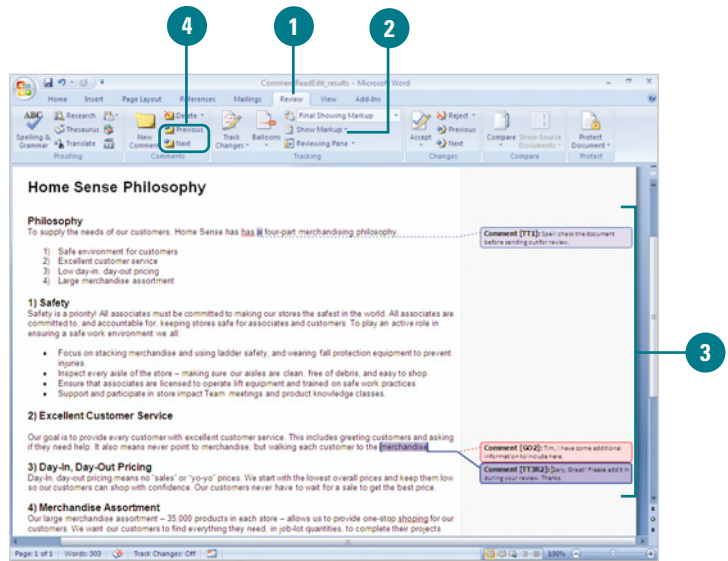 4
1
2
CommentReadEdit_results - Microsoft Word
Home Insert Page Layout References Mailings Review View Add-Ins
ABC Research Delete Final Showing Markup Reject
Thesaurus Previous Show Markup Previous
Spelling & Grammar Translate New Comment Next Track Changes Balloons Reviewing Pane Accept Next Compare Show Source Documents Protect Document
Proofing Comments Tracking Changes Compare Protect
Home Sense Philosophy
Philosophy
To supply the needs of our customers. Home Sense has has a four-part merchandising philosophy.
Comment [TT1]: Spell check the document
before sending out for review.
1) Safe environment for customers
2) Excellent customer service
3) Low day-in, day-out pricing
4) Large merchandise assortment
1) Safety
Safety is a priority! All associates must be committed to making our stores the safest in the world. All associates are
committed to, and accountable for, keeping stores safe for associates and customers. To play an active role in
ensuring a safe work environment we all:
• Focus on stacking merchandise and using ladder safety, and wearing fall protection equipment to prevent
injuries.
• Inspect every aisle of the store – making sure our aisles are clean, free of debris, and easy to shop.
• Ensure that associates are licensed to operate lift equipment and trained on safe work practices.
• Support and participate in store impact Team meetings and product knowledge classes.
3
2) Excellent Customer Service
Our goal is to provide every customer with excellent customer service. This includes greeting customers and asking
if they need help. It also means never point to merchandise, but walking each customer to the merchandise.
Comment [GO2]: Tim, I have some additional
information to include here.
Comment [TT3R2]: Gary, Great! Please add it in
during your review. Thanks.
3) Day-In, Day-Out Pricing
Day-In, day-out pricing means no “sales” or “yo-yo” prices. We start with the lowest overall prices and keep them low
so our customers can shop with confidence. Our customers never have to wait for a sale to get the best price.
4) Merchandise Assortment
Our large merchandise assortment – 35,000 products in each store – allows us to provide one-stop shoping for our
customers. We want our customers to find everything they need, in job-lot quantities, to complete their projects.
Page: 1 of 1 Words: 303 Track Changes: Off 100%